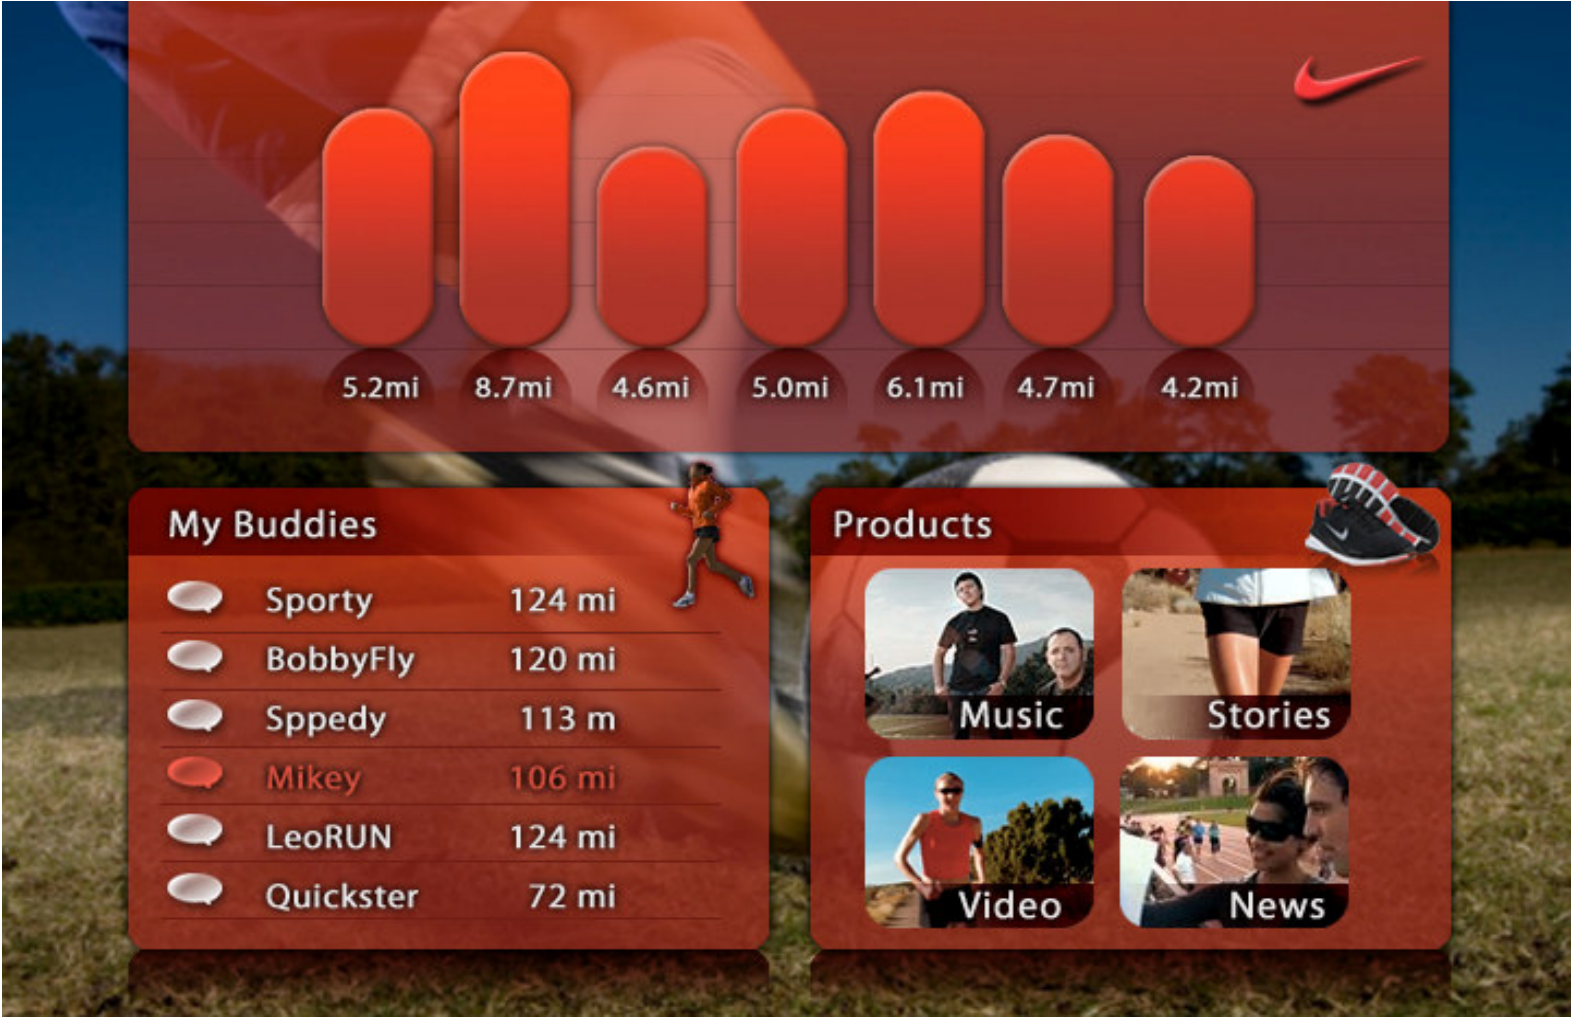 5.2mi 8.7mi 4.6mi 5.0mi 6.1mi 4.7mi 4.2mi
My Buddies
Sporty 124 mi
BobbyFly 120 mi
Sppedy 113 m
Mikey 106 mi
LeoRUN 124 mi
Quickster 72 mi
Products
Music Stories
Video News